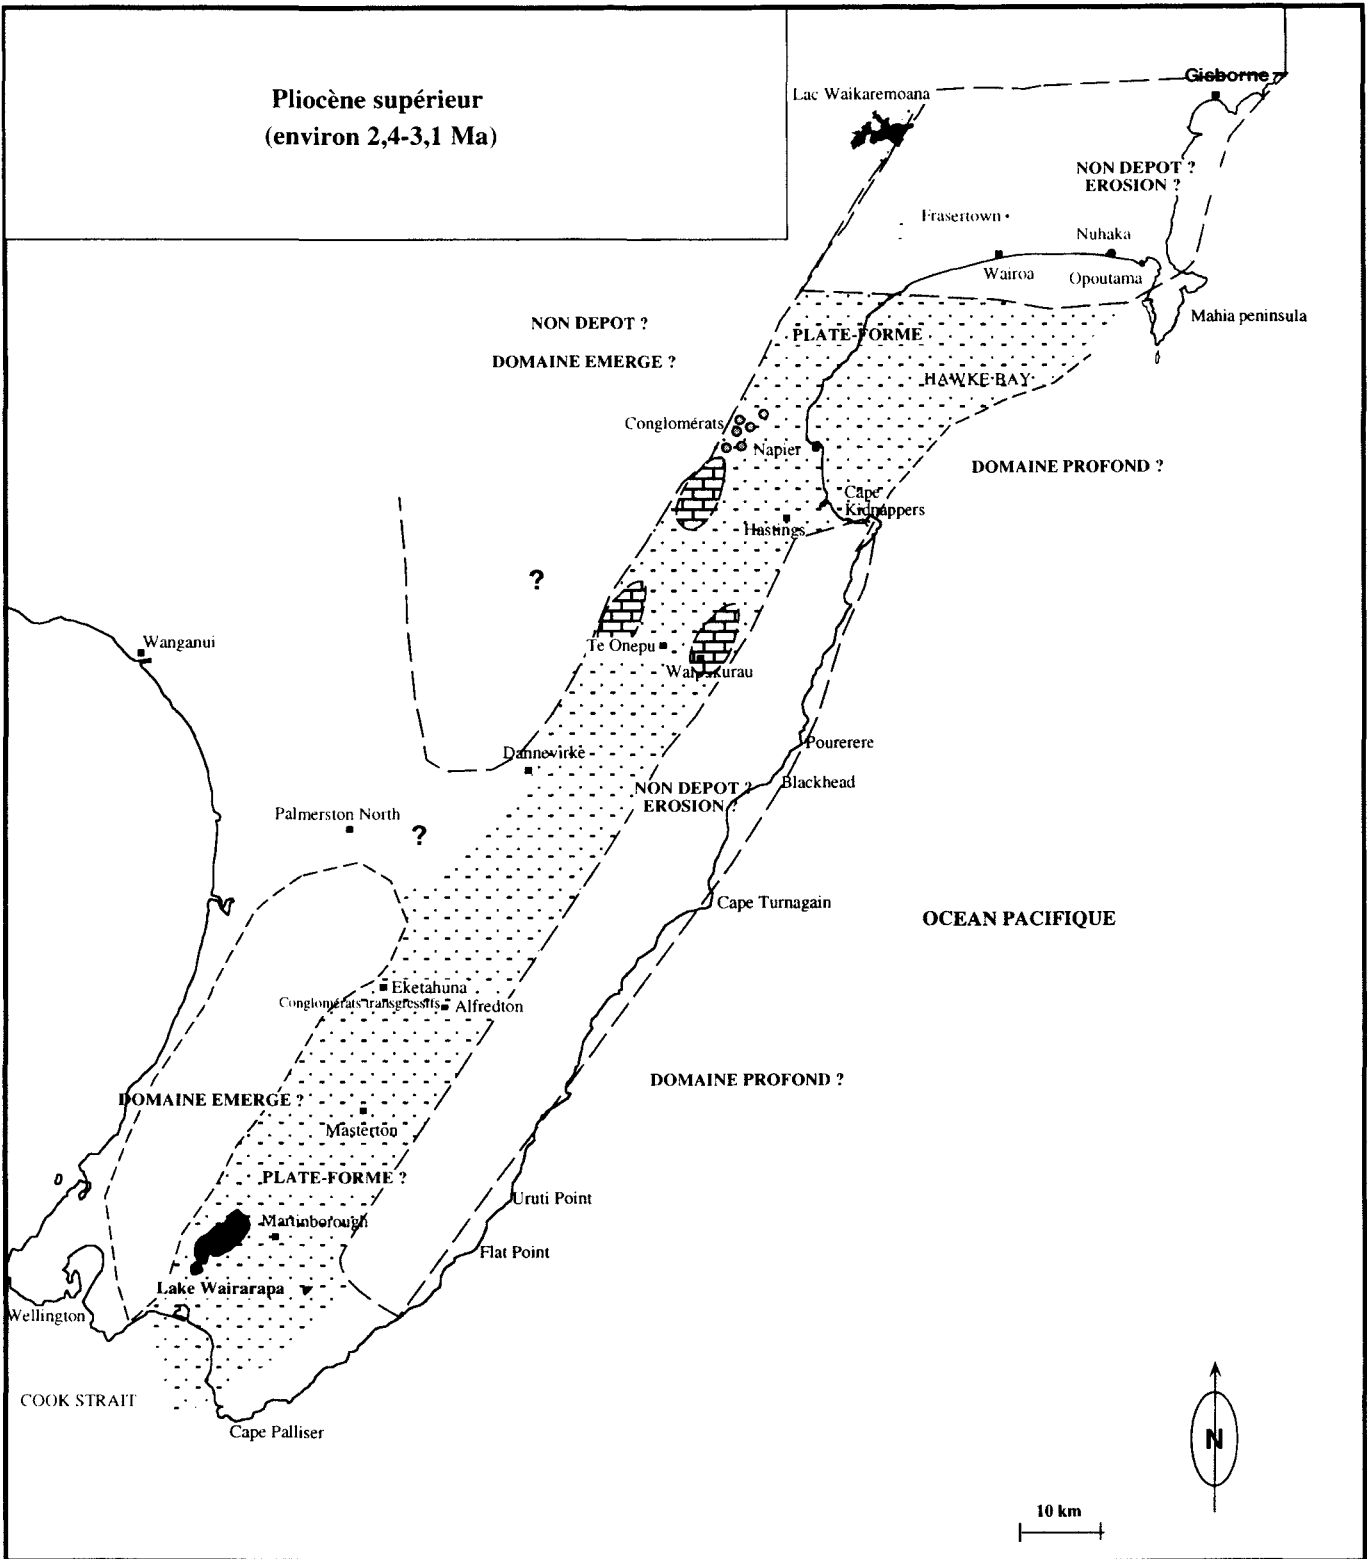 Pliocène supérieur
(environ 2,4-3,1 Ma)
Gisborne
Lac Waikaremoana
NON DEPOT ?
EROSION ?
Frasertown
Nuhaka
Wairoa
Opoutama
Mahia peninsula
NON DEPOT ?
DOMAINE EMERGE ?
PLATE-FORME
HAWKE BAY
Conglomérats
Napier
DOMAINE PROFOND ?
Cape
Kidnappers
Hastings
?
Wanganui
Te Onepu
Waipukurau
Pourerere
Dannevirke
Blackhead
NON DEPOT ?
EROSION ?
Palmerston North
?
Cape Turnagain
OCEAN PACIFIQUE
Eketahuna
Conglomérats transgressifs
Alfredton
DOMAINE PROFOND ?
DOMAINE EMERGE ?
Masterton
PLATE-FORME ?
Uruti Point
Martinborough
Flat Point
Lake Wairarapa
Wellington
COOK STRAIT
Cape Palliser
N
10 km